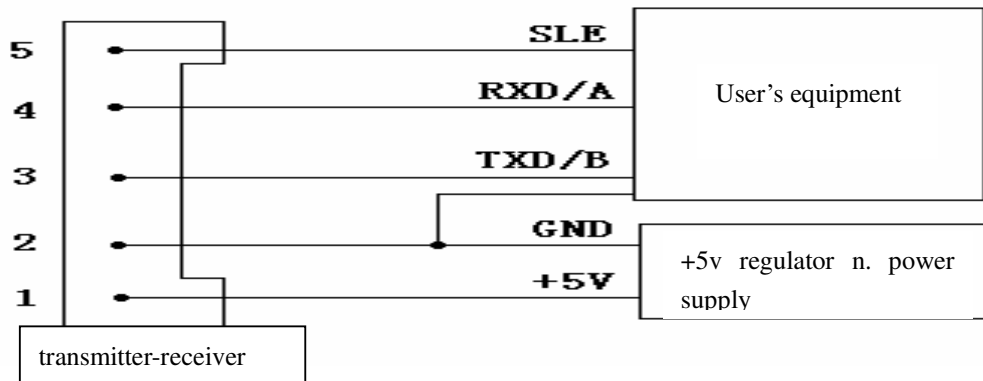 5 SLE
4 RXD/A
User’s equipment
3 TXD/B
2 GND
+5v regulator n. power
supply
1 +5V
transmitter-receiver